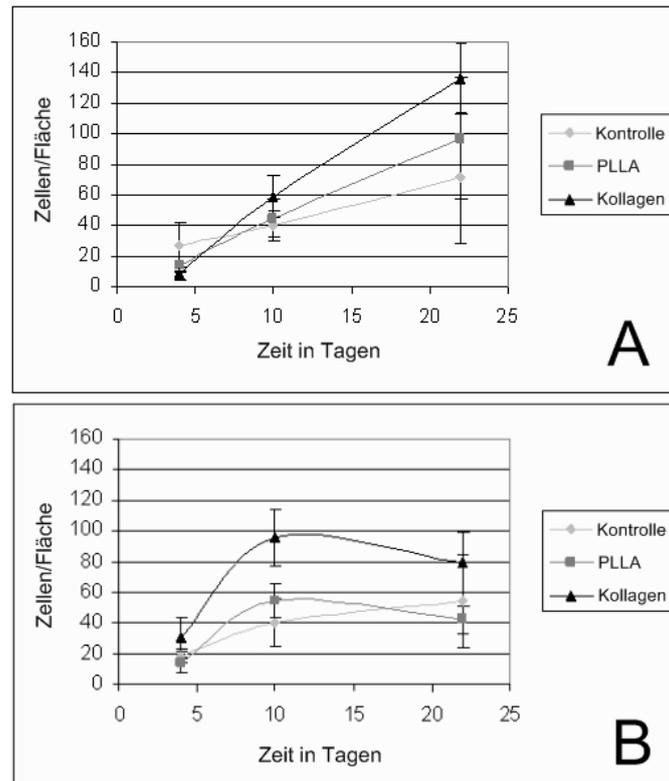 160
140
120
100
80
60
40
20
0
Zellen/Fläche
0 5 10 15 20 25
Zeit in Tagen
Kontrolle
PLLA
Kollagen
A
160
140
120
100
80
60
40
20
0
Zellen/Fläche
0 5 10 15 20 25
Zeit in Tagen
Kontrolle
PLLA
Kollagen
B